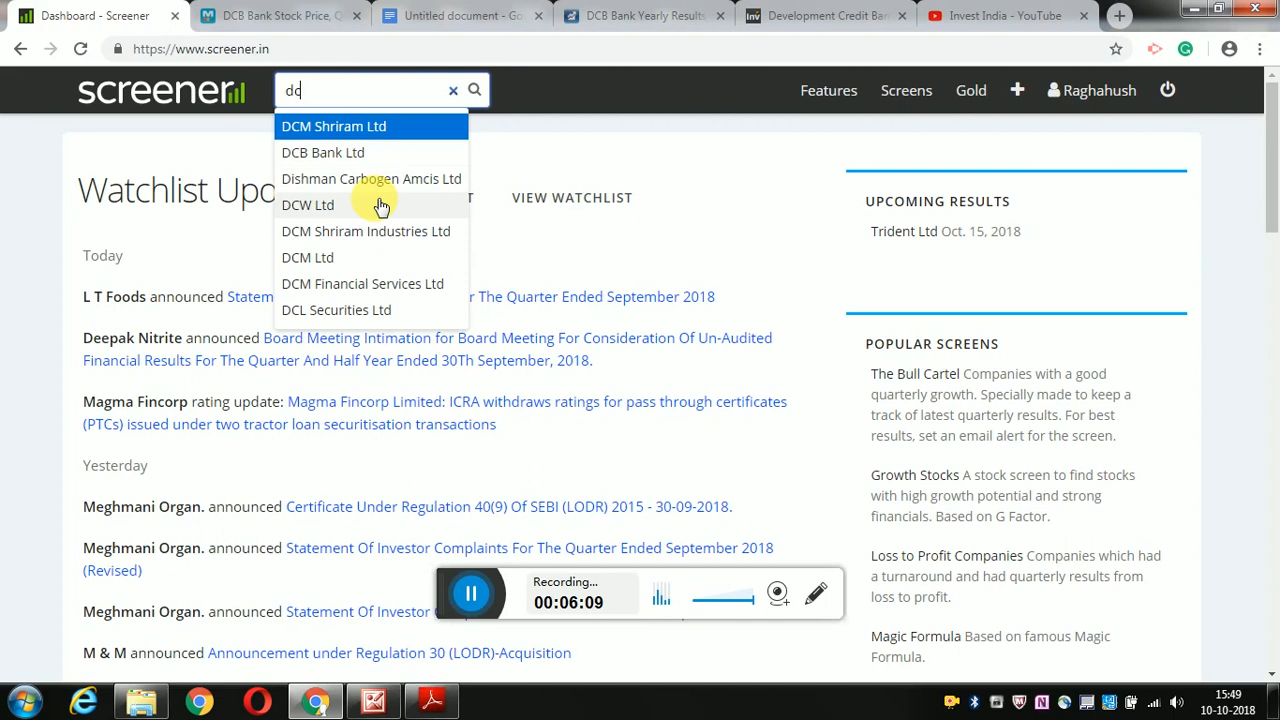 Dashboard - Screener
DCB Bank Stock Price, Q
Untitled document - Go
DCB Bank Yearly Results
Development Credit Ban
Invest India - YouTube
https://www.screener.in
screener
dc
Features
Screens
Gold
Raghahush
DCM Shriram Ltd
DCB Bank Ltd
Dishman Carbogen Amcis Ltd
DCW Ltd
DCM Shriram Industries Ltd
DCM Ltd
DCM Financial Services Ltd
DCL Securities Ltd
Watchlist Upd
T
VIEW WATCHLIST
Today
L T Foods announced Statem r The Quarter Ended September 2018
Deepak Nitrite announced Board Meeting Intimation for Board Meeting For Consideration Of Un-Audited
Financial Results For The Quarter And Half Year Ended 30Th September, 2018.
Magma Fincorp rating update: Magma Fincorp Limited: ICRA withdraws ratings for pass through certificates
(PTCs) issued under two tractor loan securitisation transactions
Yesterday
Meghmani Organ. announced Certificate Under Regulation 40(9) Of SEBI (LODR) 2015 - 30-09-2018.
Meghmani Organ. announced Statement Of Investor Complaints For The Quarter Ended September 2018
(Revised)
Meghmani Organ. announced Statement Of Investor
M & M announced Announcement under Regulation 30 (LODR)-Acquisition
UPCOMING RESULTS
Trident Ltd Oct. 15, 2018
POPULAR SCREENS
The Bull Cartel Companies with a good
quarterly growth. Specially made to keep a
track of latest quarterly results. For best
results, set an email alert for the screen.
Growth Stocks A stock screen to find stocks
with high growth potential and strong
financials. Based on G Factor.
Loss to Profit Companies Companies which had
a turnaround and had quarterly results from
loss to profit.
Magic Formula Based on famous Magic
Formula.
Recording...
00:06:09
15:49
10-10-2018